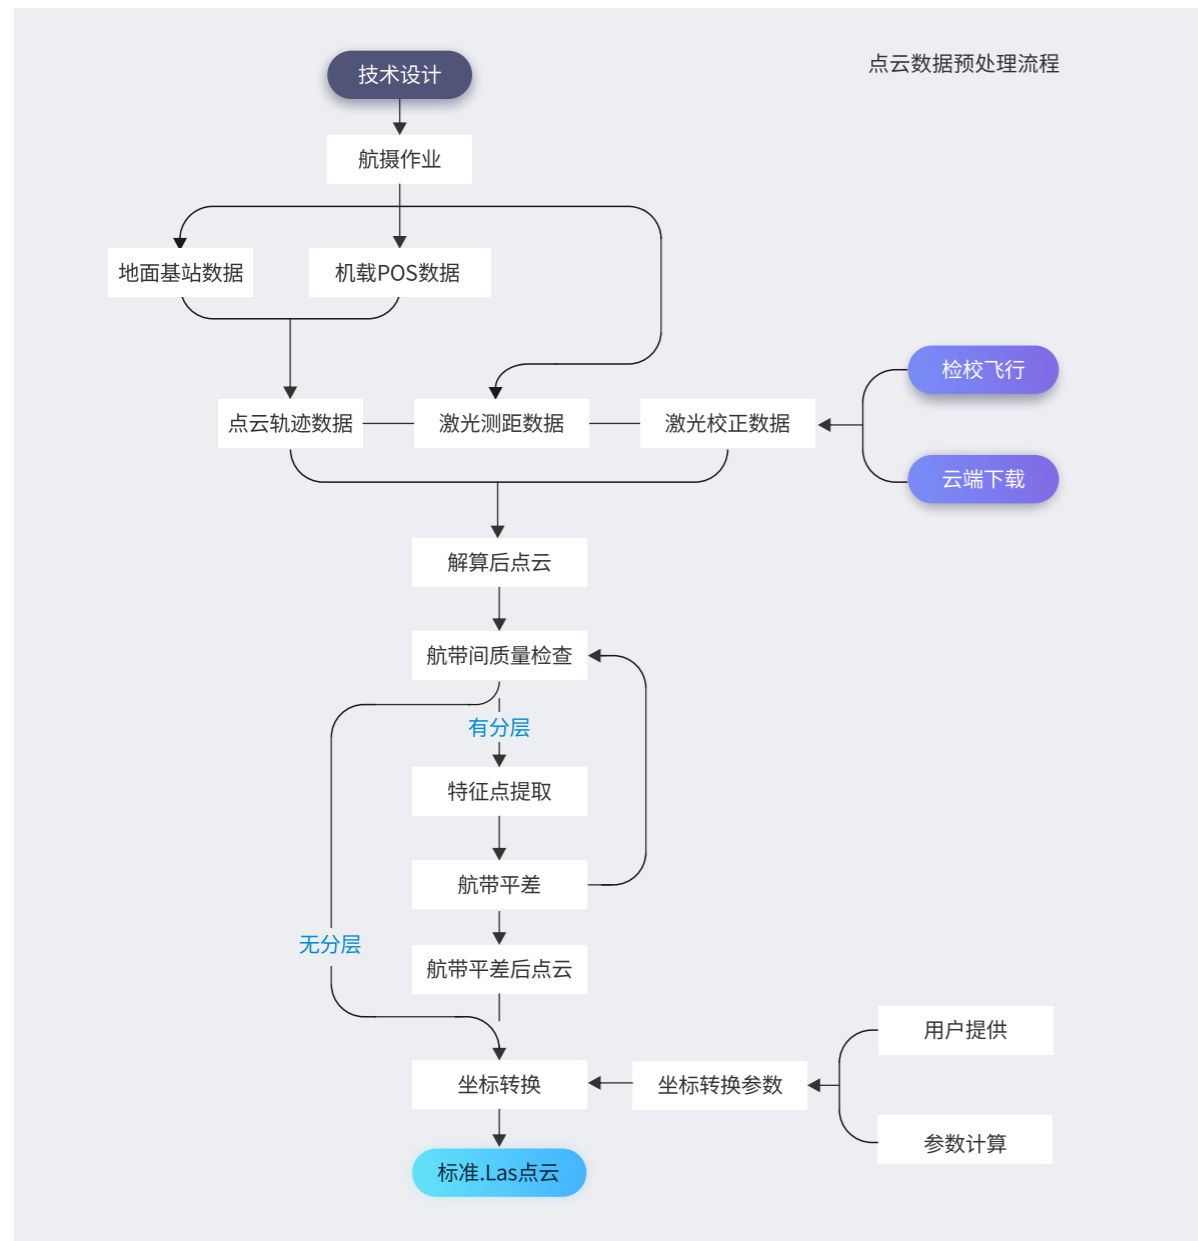 点云数据预处理流程
技术设计
航摄作业
地面基站数据
机载POS数据
检校飞行
点云轨迹数据
激光测距数据
激光校正数据
云端下载
解算后点云
航带间质量检查
有分层
特征点提取
航带平差
无分层
航带平差后点云
用户提供
坐标转换
坐标转换参数
参数计算
标准.Las点云